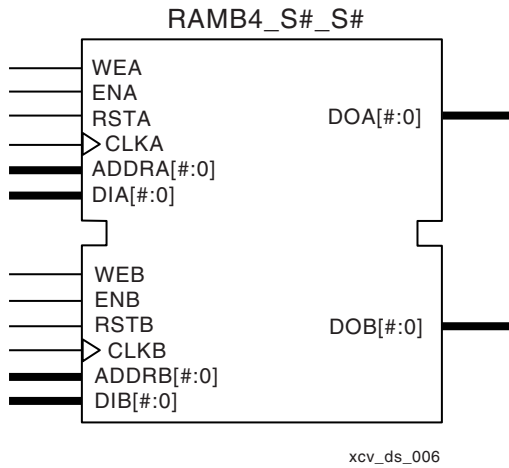 RAMB4_S#_S#
WEA
ENA
RSTA
CLKA
ADDRA[#:0]
DIA[#:0]
DOA[#:0]
WEB
ENB
RSTB
CLKB
ADDRB[#:0]
DIB[#:0]
DOB[#:0]
xcv_ds_006